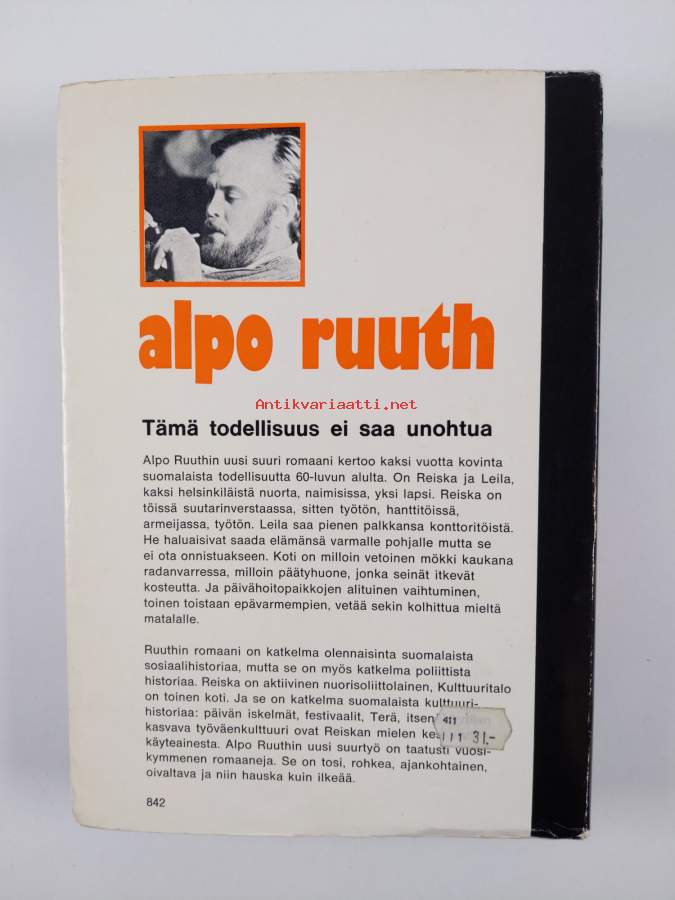 alpo ruuth
Antikvariaatti.net
Tämä todellisuus ei saa unohtua
Alpo Ruuthin uusi suuri romaani kertoo kaksi vuotta kovinta
suomalaista todellisuutta 60-luvun alulta. On Reiska ja Leila,
kaksi helsinkiläistä nuorta, naimisissa, yksi lapsi. Reiska on
töissä suutarinverstaassa, sitten työtön, hanttitöissä,
armeijassa, työtön. Leila saa pienen palkkansa konttoritöistä.
He haluaisivat saada elämänsä varmalle pohjalle mutta se
ei ota onnistuakseen. Koti on milloin vetoinen mökki kaukana
radanvarressa, milloin päätyhuone, jonka seinät itkevät
kosteutta. Ja päivähoitopaikkojen alituinen vaihtuminen,
toinen toistaan epävarmempien, vetää sekin kolhittua mieltä
matalalle.
Ruuthin romaani on katkelma olennaisinta suomalaista
sosiaalihistoriaa, mutta se on myös katkelma poliittista
historiaa. Reiska on aktiivinen nuorisoliittolainen, Kulttuuritalo
on toinen koti. Ja se on katkelma suomalaista kulttuuri-
historiaa: päivän iskelmät, festivaalit, Terä,
kasvava työväenkulttuuri ovat Reiskan mielen
käyteainesta. Alpo Ruuthin uusi suurtyö on taatusti vuosi-
kymmenen romaaneja. Se on tosi, rohkea, ajankohtainen,
oivaltava ja niin hauska kuin ilkeää.
411
111 31.-
842